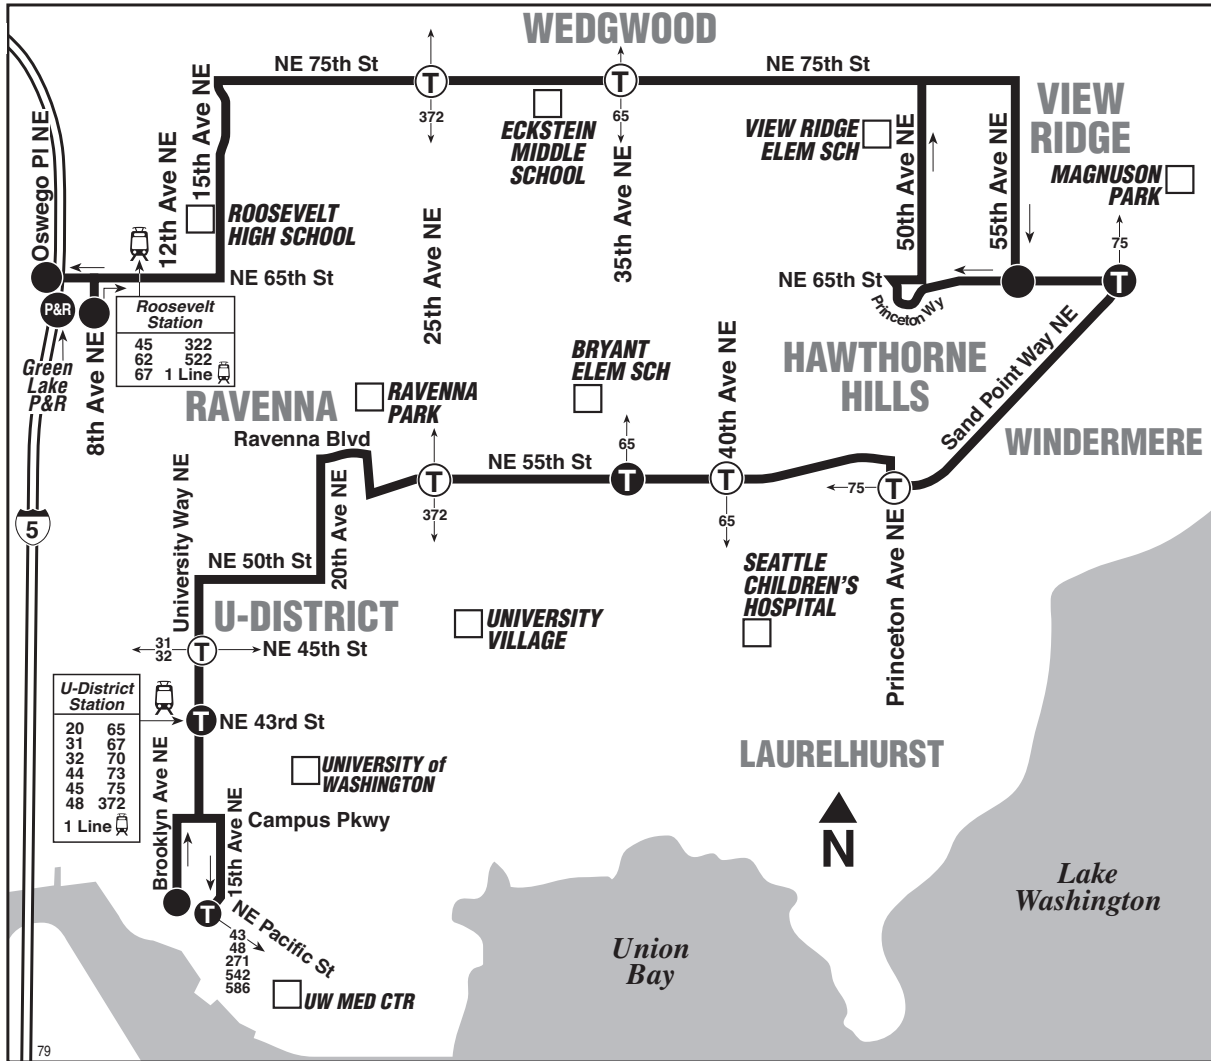 WEDGWOOD
NE 75th St
NE 75th St
T
T
372
65
VIEW
RIDGE
Oswego Pl NE
12th Ave NE
15th Ave NE
ECKSTEIN
MIDDLE
SCHOOL
VIEW RIDGE
ELEM SCH
50th Ave NE
55th Ave NE
MAGNUSON
PARK
ROOSEVELT
HIGH SCHOOL
25th Ave NE
35th Ave NE
75
NE 65th St
NE 65th St
T
Princeton Wy
P&R
Green
Lake
P&R
8th Ave NE
Roosevelt
Station
45 322
62 522
67 1 Line
RAVENNA
RAVENNA
PARK
BRYANT
ELEM SCH
40th Ave NE
HAWTHORNE
HILLS
Sand Point Way NE
WINDERMERE
Ravenna Blvd
65
NE 55th St
T
T
T
T
75
372
65
5
University Way NE
20th Ave NE
NE 50th St
Princeton Ave NE
SEATTLE
CHILDREN'S
HOSPITAL
U-DISTRICT
UNIVERSITY
VILLAGE
31
32
T
NE 45th St
U-District
Station
20 65
31 67
32 70
44 73
45 75
48 372
1 Line
T
NE 43rd St
LAURELHURST
UNIVERSITY of
WASHINGTON
Brooklyn Ave NE
15th Ave NE
Campus Pkwy
N
T
NE Pacific St
43
48
271
542
586
UW MED CTR
Union
Bay
Lake
Washington
79